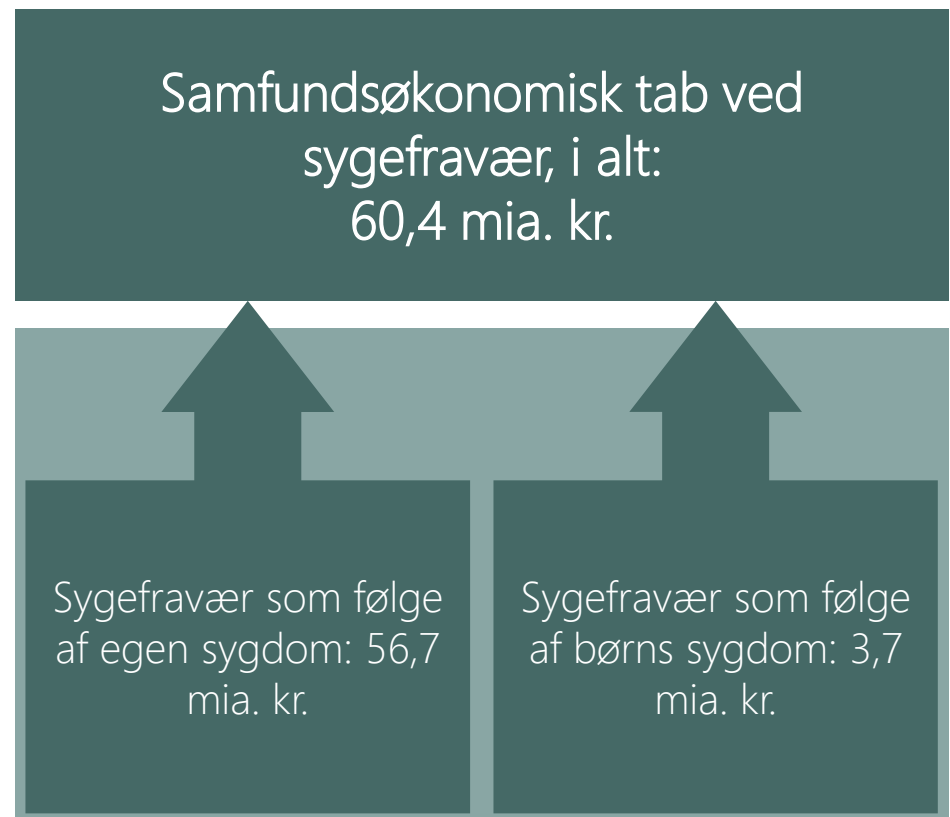 Samfundsøkonomisk tab ved
sygefravær, i alt:
60,4 mia. kr.
Sygefravær som følge
af egen sygdom: 56,7
mia. kr.
Sygefravær som følge
af børns sygdom: 3,7
mia. kr.